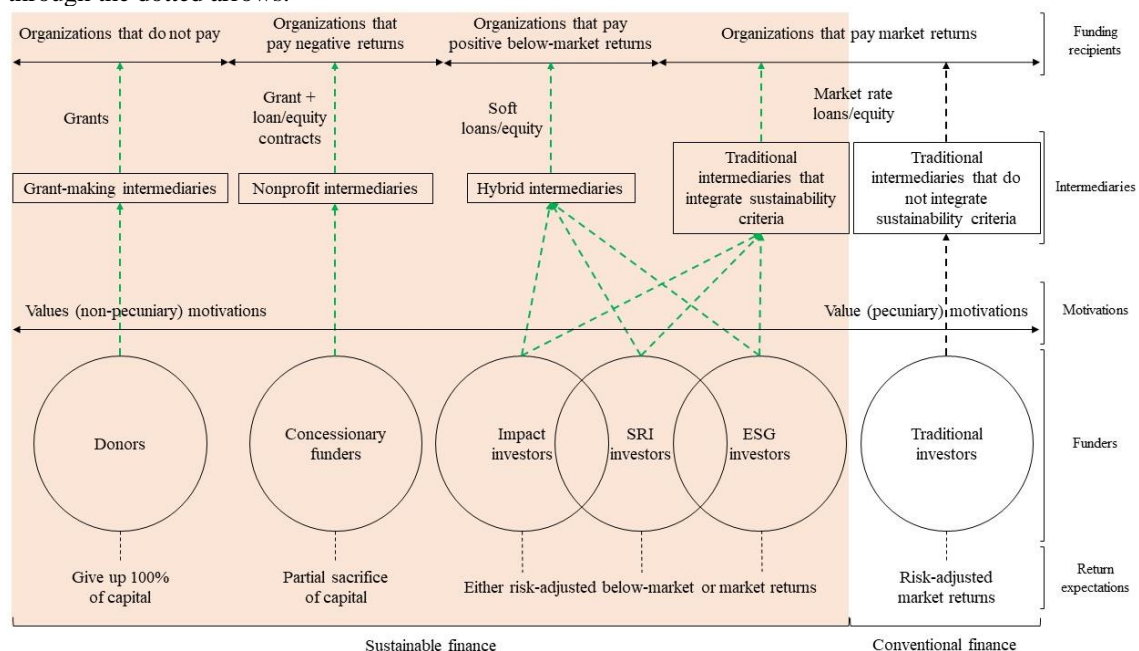 through the dotted arrows.
Organizations that do not pay
Organizations that
pay negative returns
Organizations that pay
positive below-market returns
Organizations that pay market returns
Funding
recipients
Grants
Grant +
loan/equity
contracts
Soft
loans/equity
Market rate
loans/equity
Grant-making intermediaries
Nonprofit intermediaries
Hybrid intermediaries
Traditional
intermediaries that
integrate sustainability
criteria
Traditional
intermediaries that do
not integrate
sustainability criteria
Intermediaries
Values (non-pecuniary) motivations
Value (pecuniary) motivations
Motivations
Donors
Concessionary
funders
Impact
investors
SRI
investors
ESG
investors
Traditional
investors
Funders
Give up 100%
of capital
Partial sacrifice
of capital
Either risk-adjusted below-market or market returns
Risk-adjusted
market returns
Return
expectations
Sustainable finance
Conventional finance